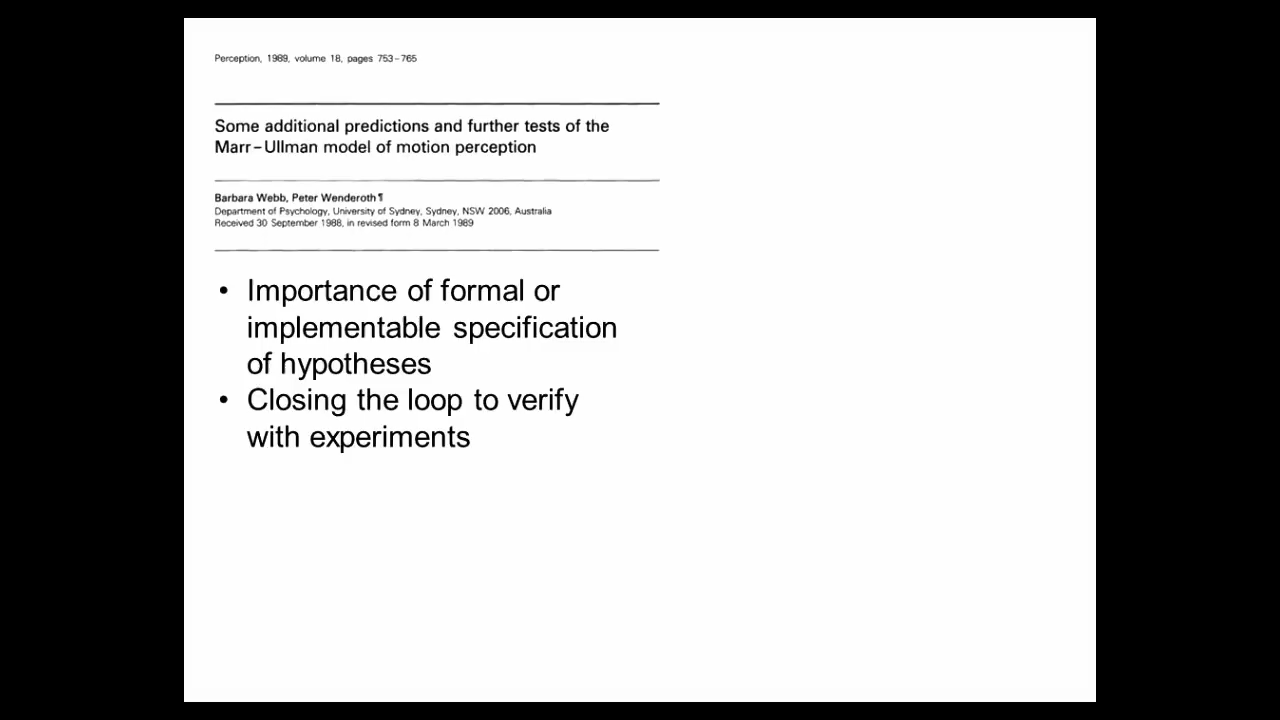 Perception, 1989, volume 18, pages 753–765
Some additional predictions and further tests of the
Marr–Ullman model of motion perception
Barbara Webb, Peter Wenderoth¶
Department of Psychology, University of Sydney, Sydney, NSW 2006, Australia
Received 30 September 1988, in revised form 8 March 1989
• Importance of formal or
implementable specification
of hypotheses
• Closing the loop to verify
with experiments